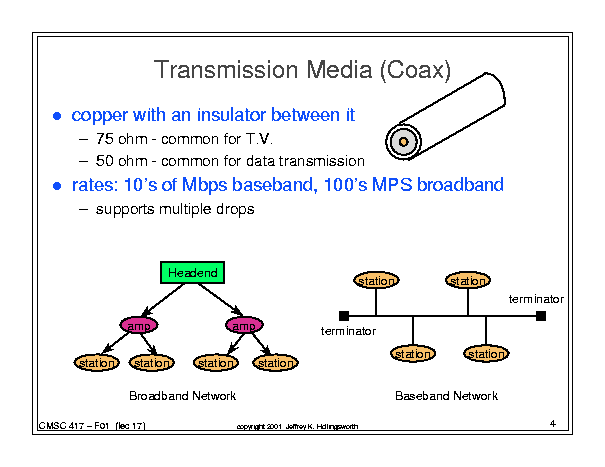 Transmission Media (Coax)
● copper with an insulator between it
– 75 ohm - common for T.V.
– 50 ohm - common for data transmission
● rates: 10's of Mbps baseband, 100's MPS broadband
– supports multiple drops
Headend
amp amp
station station station station
Broadband Network
station station
terminator
terminator
station station
Baseband Network
CMSC 417 – F01 (lec 17)
copyright 2001 Jeffrey K. Hollingsworth
4